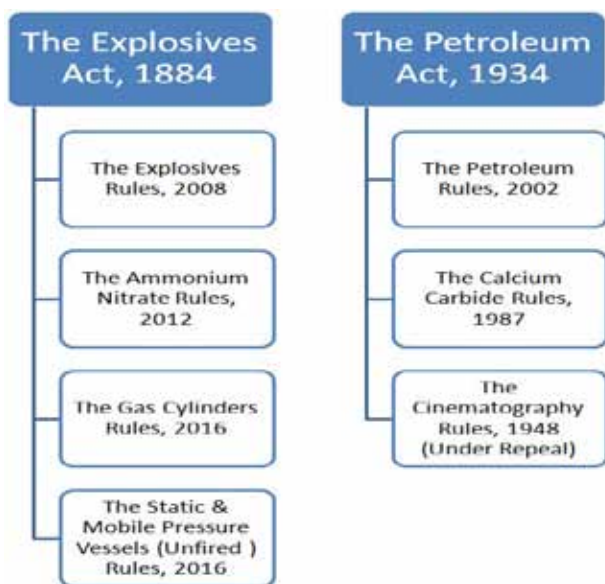 The Explosives
Act, 1884
The Explosives
Rules, 2008
The Ammonium
Nitrate Rules,
2012
The Gas Cylinders
Rules, 2016
The Static &
Mobile Pressure
Vessels (Unfired )
Rules, 2016
The Petroleum
Act, 1934
The Petroleum
Rules, 2002
The Calcium
Carbide Rules,
1987
The
Cinematography
Rules, 1948
(Under Repeal)